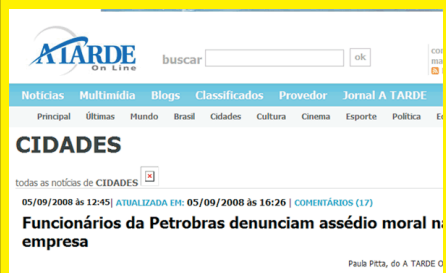 A TARDE
On Line
buscar
ok
Notícias Multimídia Blogs Classificados Provedor Jornal A TARDE
Principal Últimas Mundo Brasil Cidades Cultura Cinema Esporte Política
CIDADES
todas as notícias de CIDADES
05/09/2008 às 12:45| ATUALIZADA EM: 05/09/2008 às 16:26 | COMENTÁRIOS (17)
Funcionários da Petrobras denunciam assédio moral
empresa
Paula Pitta, do A TARDE